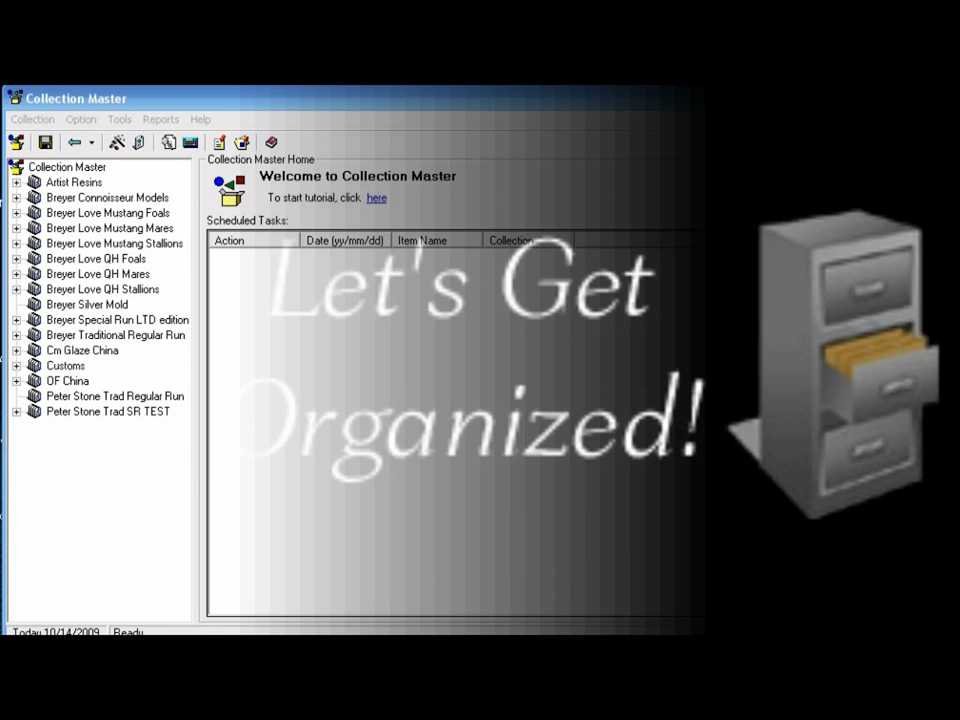 Collection Master
Collection Option Tools Reports Help
Collection Master
Artist Resins
Breyer Connoisseur Models
Breyer Love Mustang Foals
Breyer Love Mustang Mares
Breyer Love Mustang Stallions
Breyer Love QH Foals
Breyer Love QH Mares
Breyer Love QH Stallions
Breyer Silver Mold
Breyer Special Run LTD edition
Breyer Traditional Regular Run
Cm Glaze China
Customs
OF China
Peter Stone Trad Regular Run
Peter Stone Trad SR TEST
Collection Master Home
Welcome to Collection Master
To start tutorial, click here
Scheduled Tasks:
Action Date (yy/mm/dd) Item Name Collection
Let's Get
Organized!
Today 10/14/2009 Ready